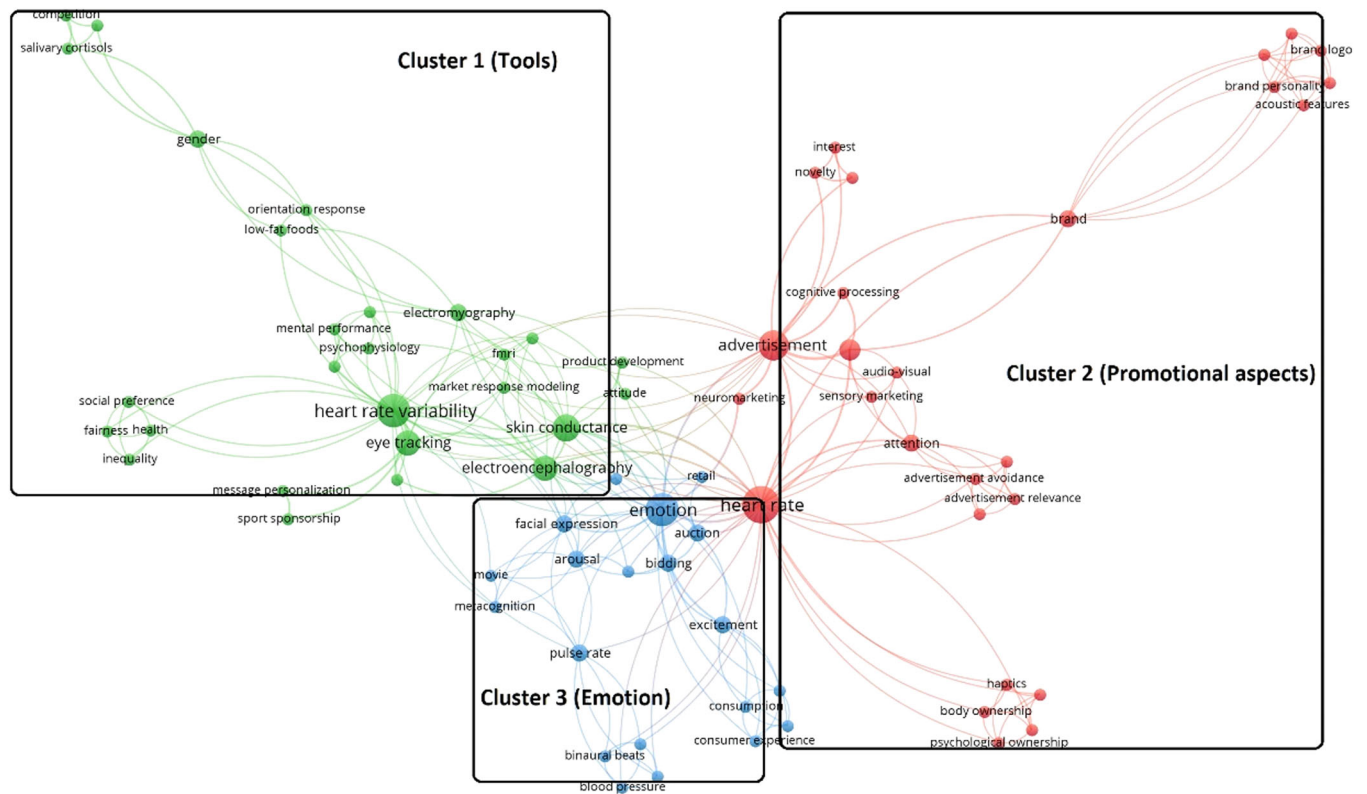 competition
salivary cortisols
Cluster 1 (Tools)
gender
orientation response
low-fat foods
electromyography
mental performance
psychophysiology
fmri
product development
market response modeling
attitude
social preference
heart rate variability
fairness health
skin conductance
eye tracking
inequality
electroencephalography
message personalization
sport sponsorship
brang logo
brand personality
acoustic features
interest
novelty
brand
cognitive processing
advertisement
audio-visual
Cluster 2 (Promotional aspects)
neuromarketing
sensory marketing
attention
advertisement avoidance
advertisement relevance
heart rate
haptics
body ownership
psychological ownership
retail
emotion
facial expression
auction
arousal
bidding
movie
metacognition
excitement
pulse rate
Cluster 3 (Emotion)
consumption
consumer experience
binaural beats
blood pressure